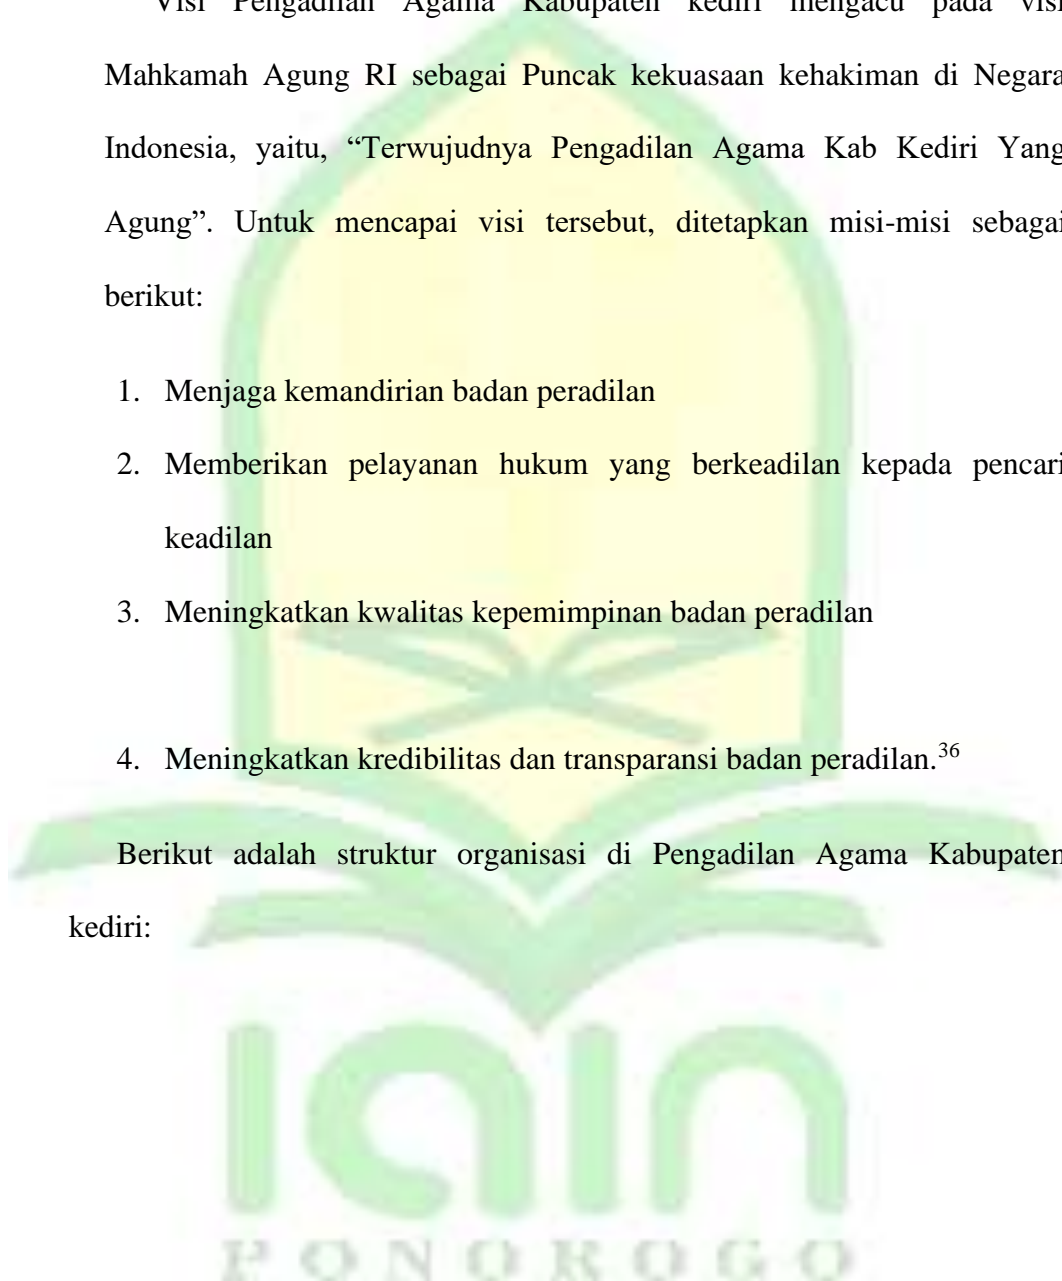 Visi Pengadilan Agama Kabupaten kediri mengacu pada visi
Mahkamah Agung RI sebagai Puncak kekuasaan kehakiman di Negara
Indonesia, yaitu, “Terwujudnya Pengadilan Agama Kab Kediri Yang
Agung”. Untuk mencapai visi tersebut, ditetapkan misi-misi sebagai
berikut:
1. Menjaga kemandirian badan peradilan
2. Memberikan pelayanan hukum yang berkeadilan kepada pencari
keadilan
3. Meningkatkan kwalitas kepemimpinan badan peradilan
4. Meningkatkan kredibilitas dan transparansi badan peradilan.36
Berikut adalah struktur organisasi di Pengadilan Agama Kabupaten
kediri:
iain
PONOROGO